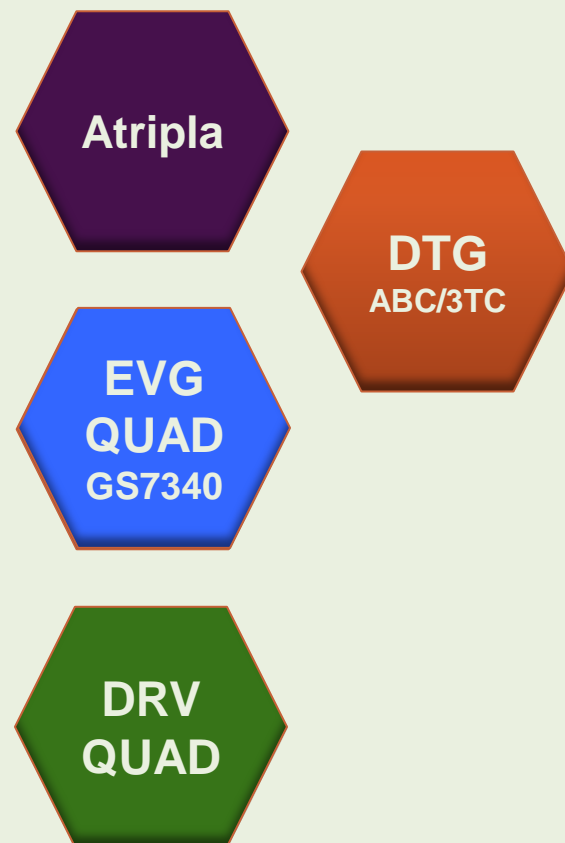 Atripla
DTG
ABC/3TC
EVG
QUAD
GS7340
DRV
QUAD